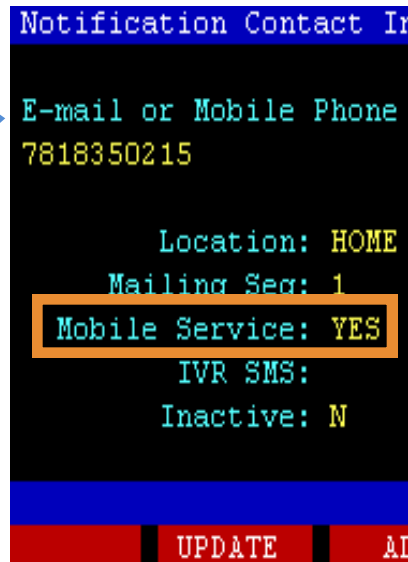 Notification Contact
E-mail or Mobile Phone
7818350215
Location: HOME
Mailing Seq: 1
Mobile Service: YES
IVR SMS:
Inactive: N
UPDATE